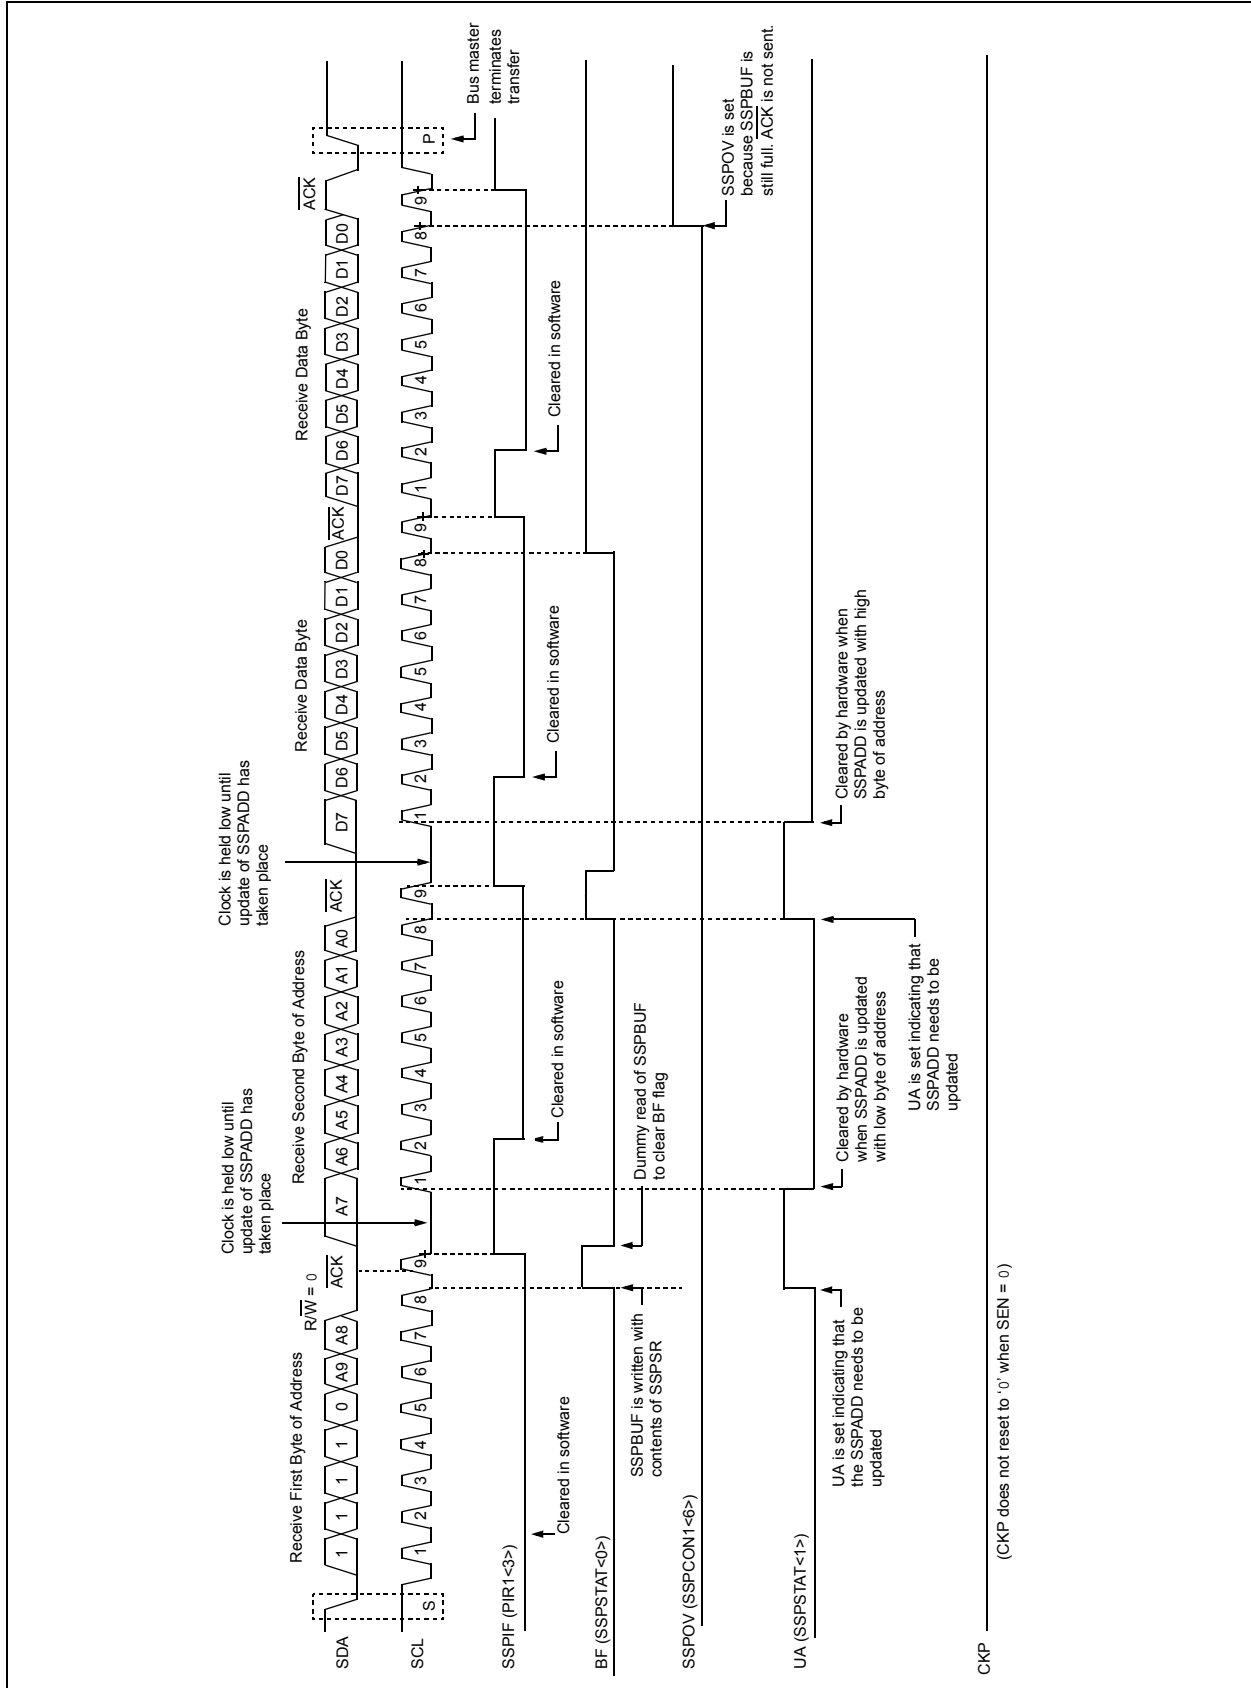 Clock is held low until
update of SSPADD has
taken place
Clock is held low until
update of SSPADD has
taken place
Receive First Byte of Address
R/W = 0
ACK
Receive Second Byte of Address
ACK
Receive Data Byte
ACK
Receive Data Byte
ACK
SDA
1 1 1 1 0 A9 A8
A7 A6 A5 A4 A3 A2 A1 A0
D7 D6 D5 D4 D3 D2 D1 D0
D7 D6 D5 D4 D3 D2 D1 D0
SCL
S
1 2 3 4 5 6 7 8 9
1 2 3 4 5 6 7 8 9
1 2 3 4 5 6 7 8 9
1 2 3 4 5 6 7 8 9
P
Bus master
terminates
transfer
SSPIF (PIR1<3>)
Cleared in software
Cleared in software
Cleared in software
Cleared in software
BF (SSPSTAT<0>)
SSPBUF is written with
contents of SSPSR
Dummy read of SSPBUF
to clear BF flag
SSPOV (SSPCON1<6>)
SSPOV is set
because SSPBUF is
still full. ACK is not sent.
UA (SSPSTAT<1>)
UA is set indicating that
the SSPADD needs to be
updated
Cleared by hardware
when SSPADD is updated
with low byte of address
UA is set indicating that
SSPADD needs to be
updated
Cleared by hardware when
SSPADD is updated with high
byte of address
CKP
(CKP does not reset to ‘0’ when SEN = 0)